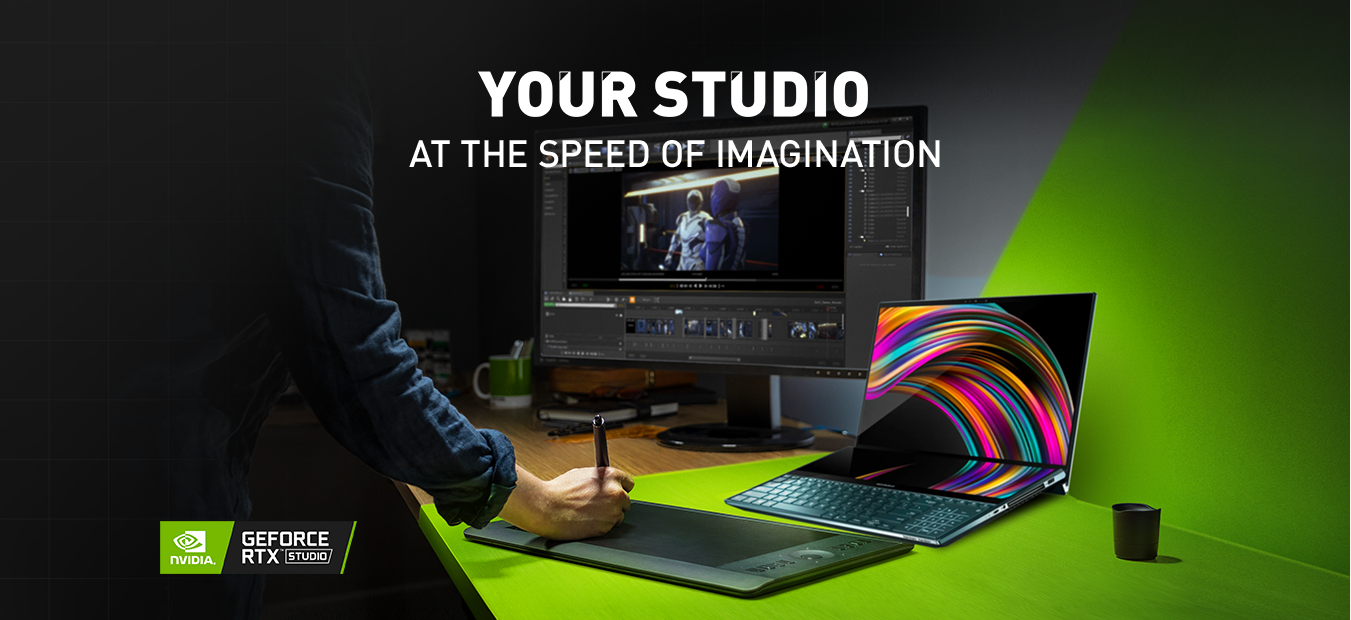 YOUR STUDIO
AT THE SPEED OF IMAGINATION
NVIDIA.
GEFORCE
RTX STUDIO